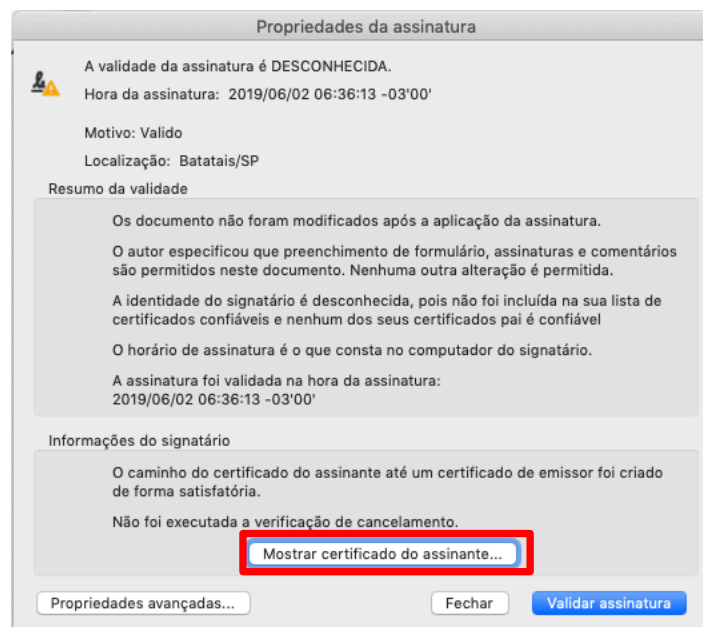 Propriedades da assinatura
A validade da assinatura é DESCONHECIDA.
Hora da assinatura: 2019/06/02 06:36:13 -03'00'
Motivo: Valido
Localização: Batatais/SP
Resumo da validade
Os documento não foram modificados após a aplicação da assinatura.
O autor especificou que preenchimento de formulário, assinaturas e comentários
são permitidos neste documento. Nenhuma outra alteração é permitida.
A identidade do signatário é desconhecida, pois não foi incluída na sua lista de
certificados confiáveis e nenhum dos seus certificados pai é confiável
O horário de assinatura é o que consta no computador do signatário.
A assinatura foi validada na hora da assinatura:
2019/06/02 06:36:13 -03'00'
Informações do signatário
O caminho do certificado do assinante até um certificado de emissor foi criado
de forma satisfatória.
Não foi executada a verificação de cancelamento.
Mostrar certificado do assinante...
Propriedades avançadas...
Fechar
Validar assinatura